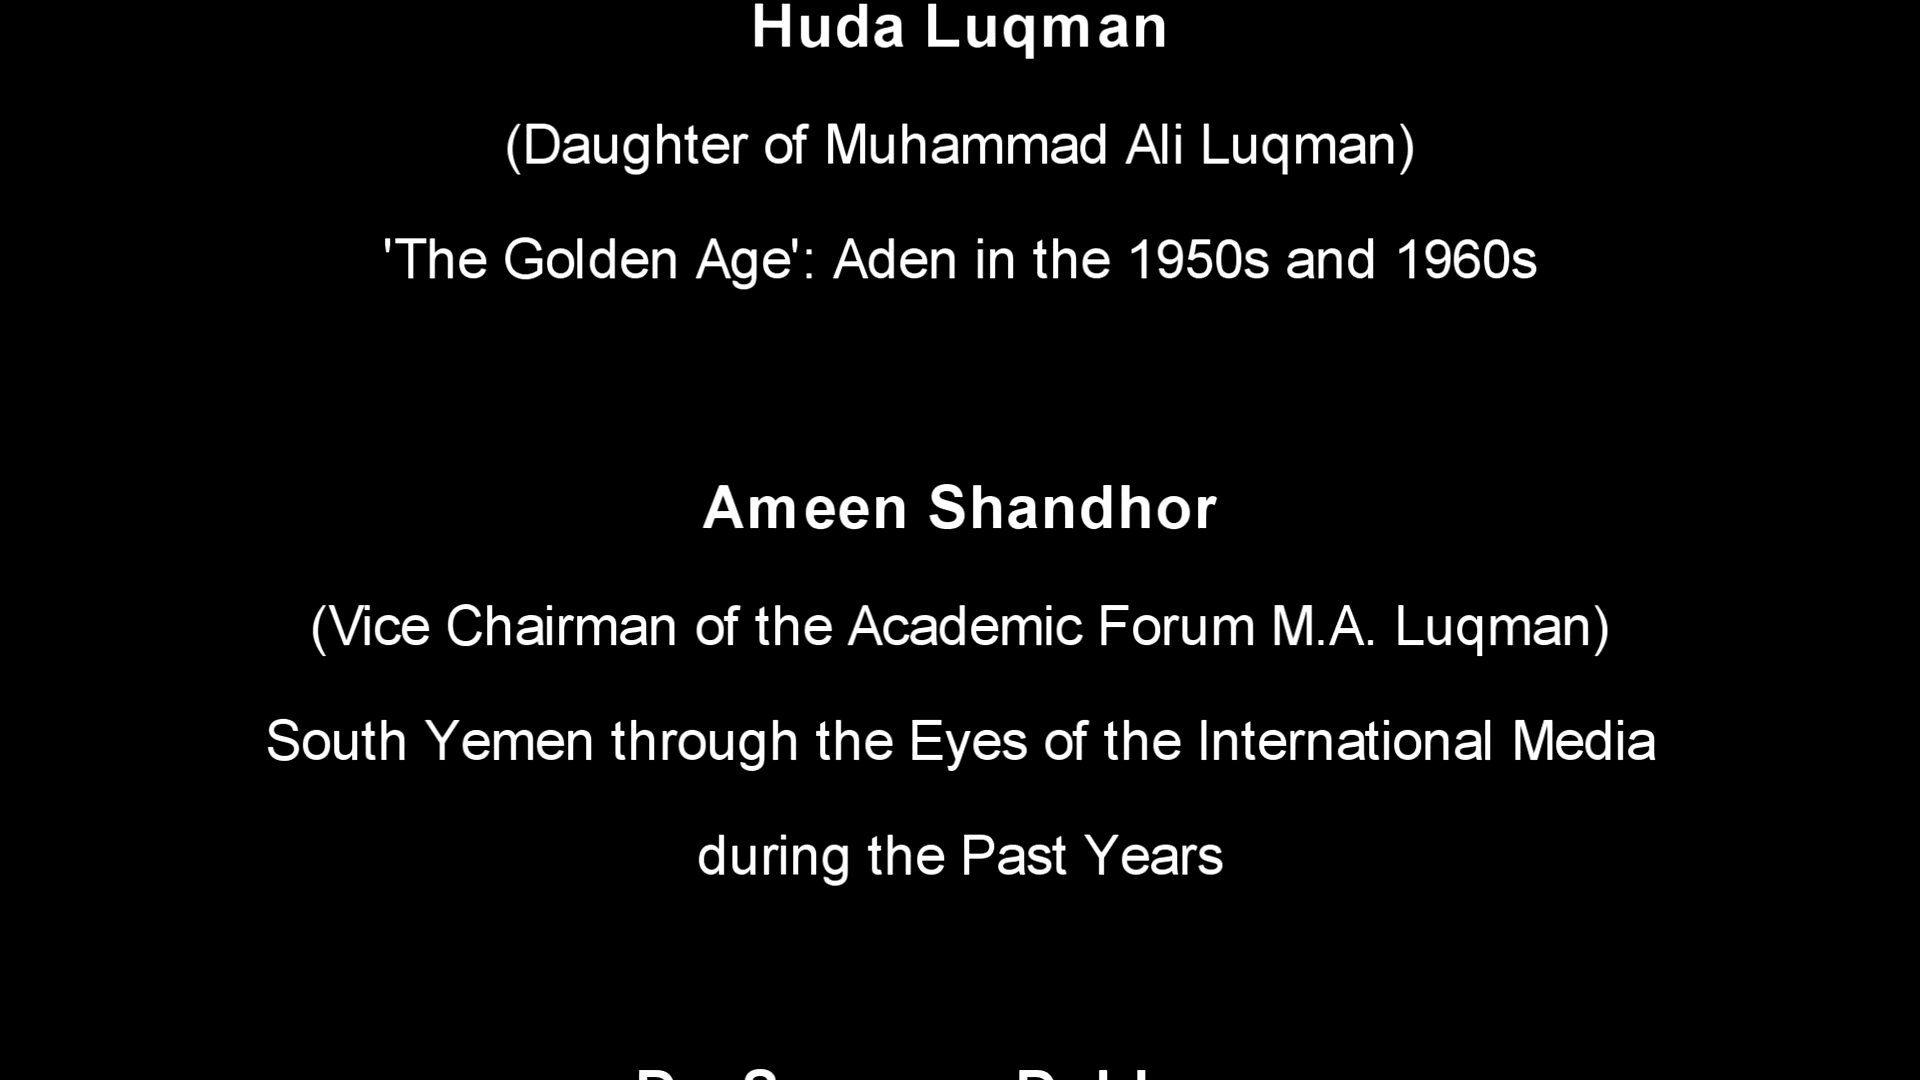 Huda Luqman
(Daughter of Muhammad Ali Luqman)
'The Golden Age': Aden in the 1950s and 1960s
Ameen Shandhor
(Vice Chairman of the Academic Forum M.A. Luqman)
South Yemen through the Eyes of the International Media
during the Past Years